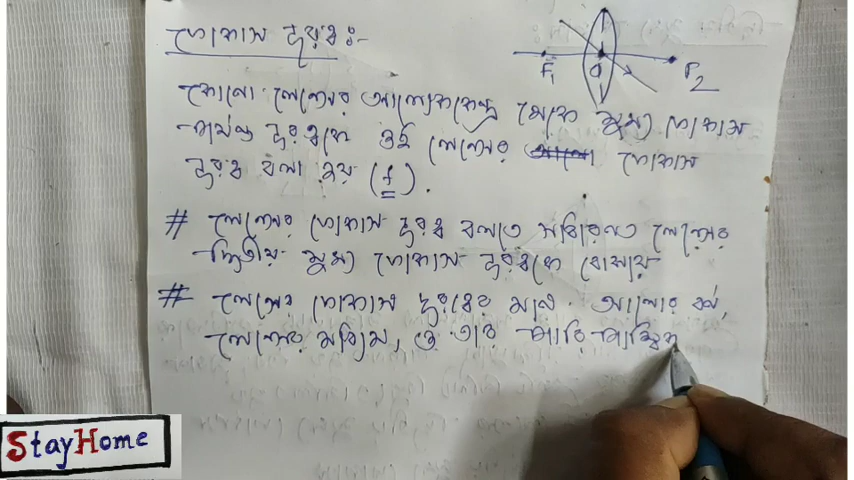 ফোকাস দূরত্ব ঃ-
F₁ O F₂
কোনো লেন্সের আলোককেন্দ্র থেকে মুখ্য ফোকাস
পর্যন্ত দূরত্বকে ওই লেন্সের ফোকাস
দূরত্ব বলা হয় (f).
# লেন্সের ফোকাস দূরত্ব বলতে সাধারণত লেন্সের
দ্বিতীয় মুখ্য ফোকাস দূরত্বকে বোঝায়
# লেন্সের ফোকাস দূরত্বের মান আলোর বর্ণ,
লেন্সের মাধ্যম, ও তার পারিপার্শ্বিক
StayHome